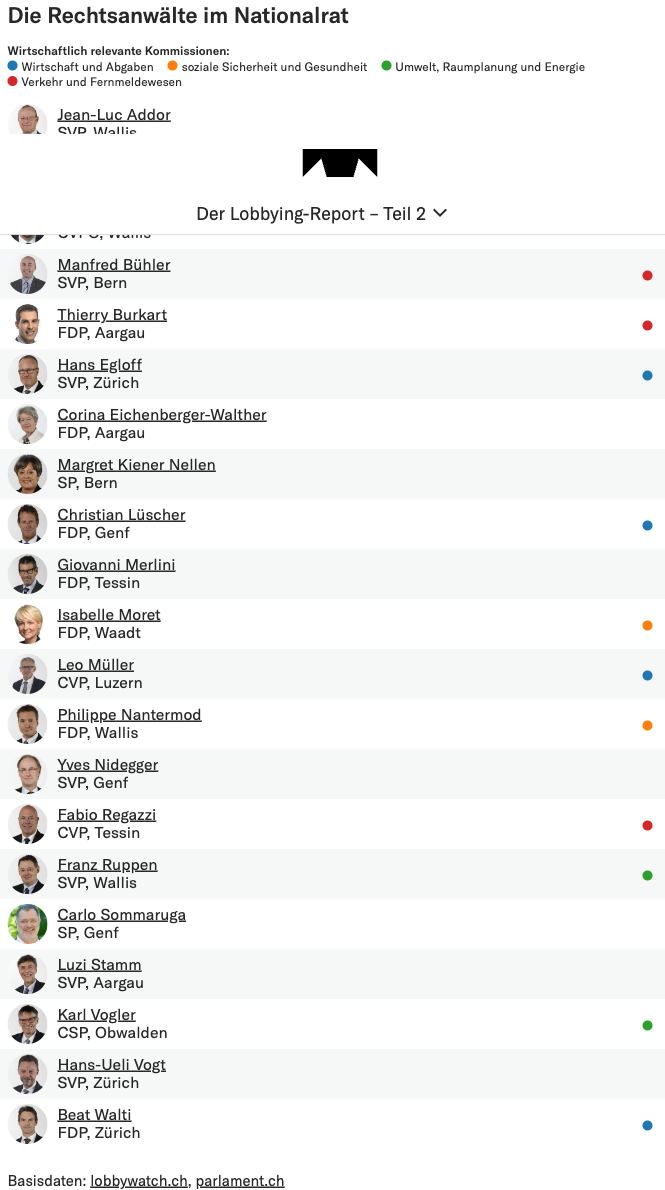 Die Rechtsanwälte im Nationalrat
Wirtschaftlich relevante Kommissionen:
Wirtschaft und Abgaben soziale Sicherheit und Gesundheit Umwelt, Raumplanung und Energie
Verkehr und Fernmeldewesen
Jean-Luc Addor
SVP, Wallis
Der Lobbying-Report – Teil 2
Wallis
Manfred Bühler
SVP, Bern
Thierry Burkart
FDP, Aargau
Hans Egloff
SVP, Zürich
Corina Eichenberger-Walther
FDP, Aargau
Margret Kiener Nellen
SP, Bern
Christian Lüscher
FDP, Genf
Giovanni Merlini
FDP, Tessin
Isabelle Moret
FDP, Waadt
Leo Müller
CVP, Luzern
Philippe Nantermod
FDP, Wallis
Yves Nidegger
SVP, Genf
Fabio Regazzi
CVP, Tessin
Franz Ruppen
SVP, Wallis
Carlo Sommaruga
SP, Genf
Luzi Stamm
SVP, Aargau
Karl Vogler
CSP, Obwalden
Hans-Ueli Vogt
SVP, Zürich
Beat Walti
FDP, Zürich
Basisdaten: lobbywatch.ch, parlament.ch